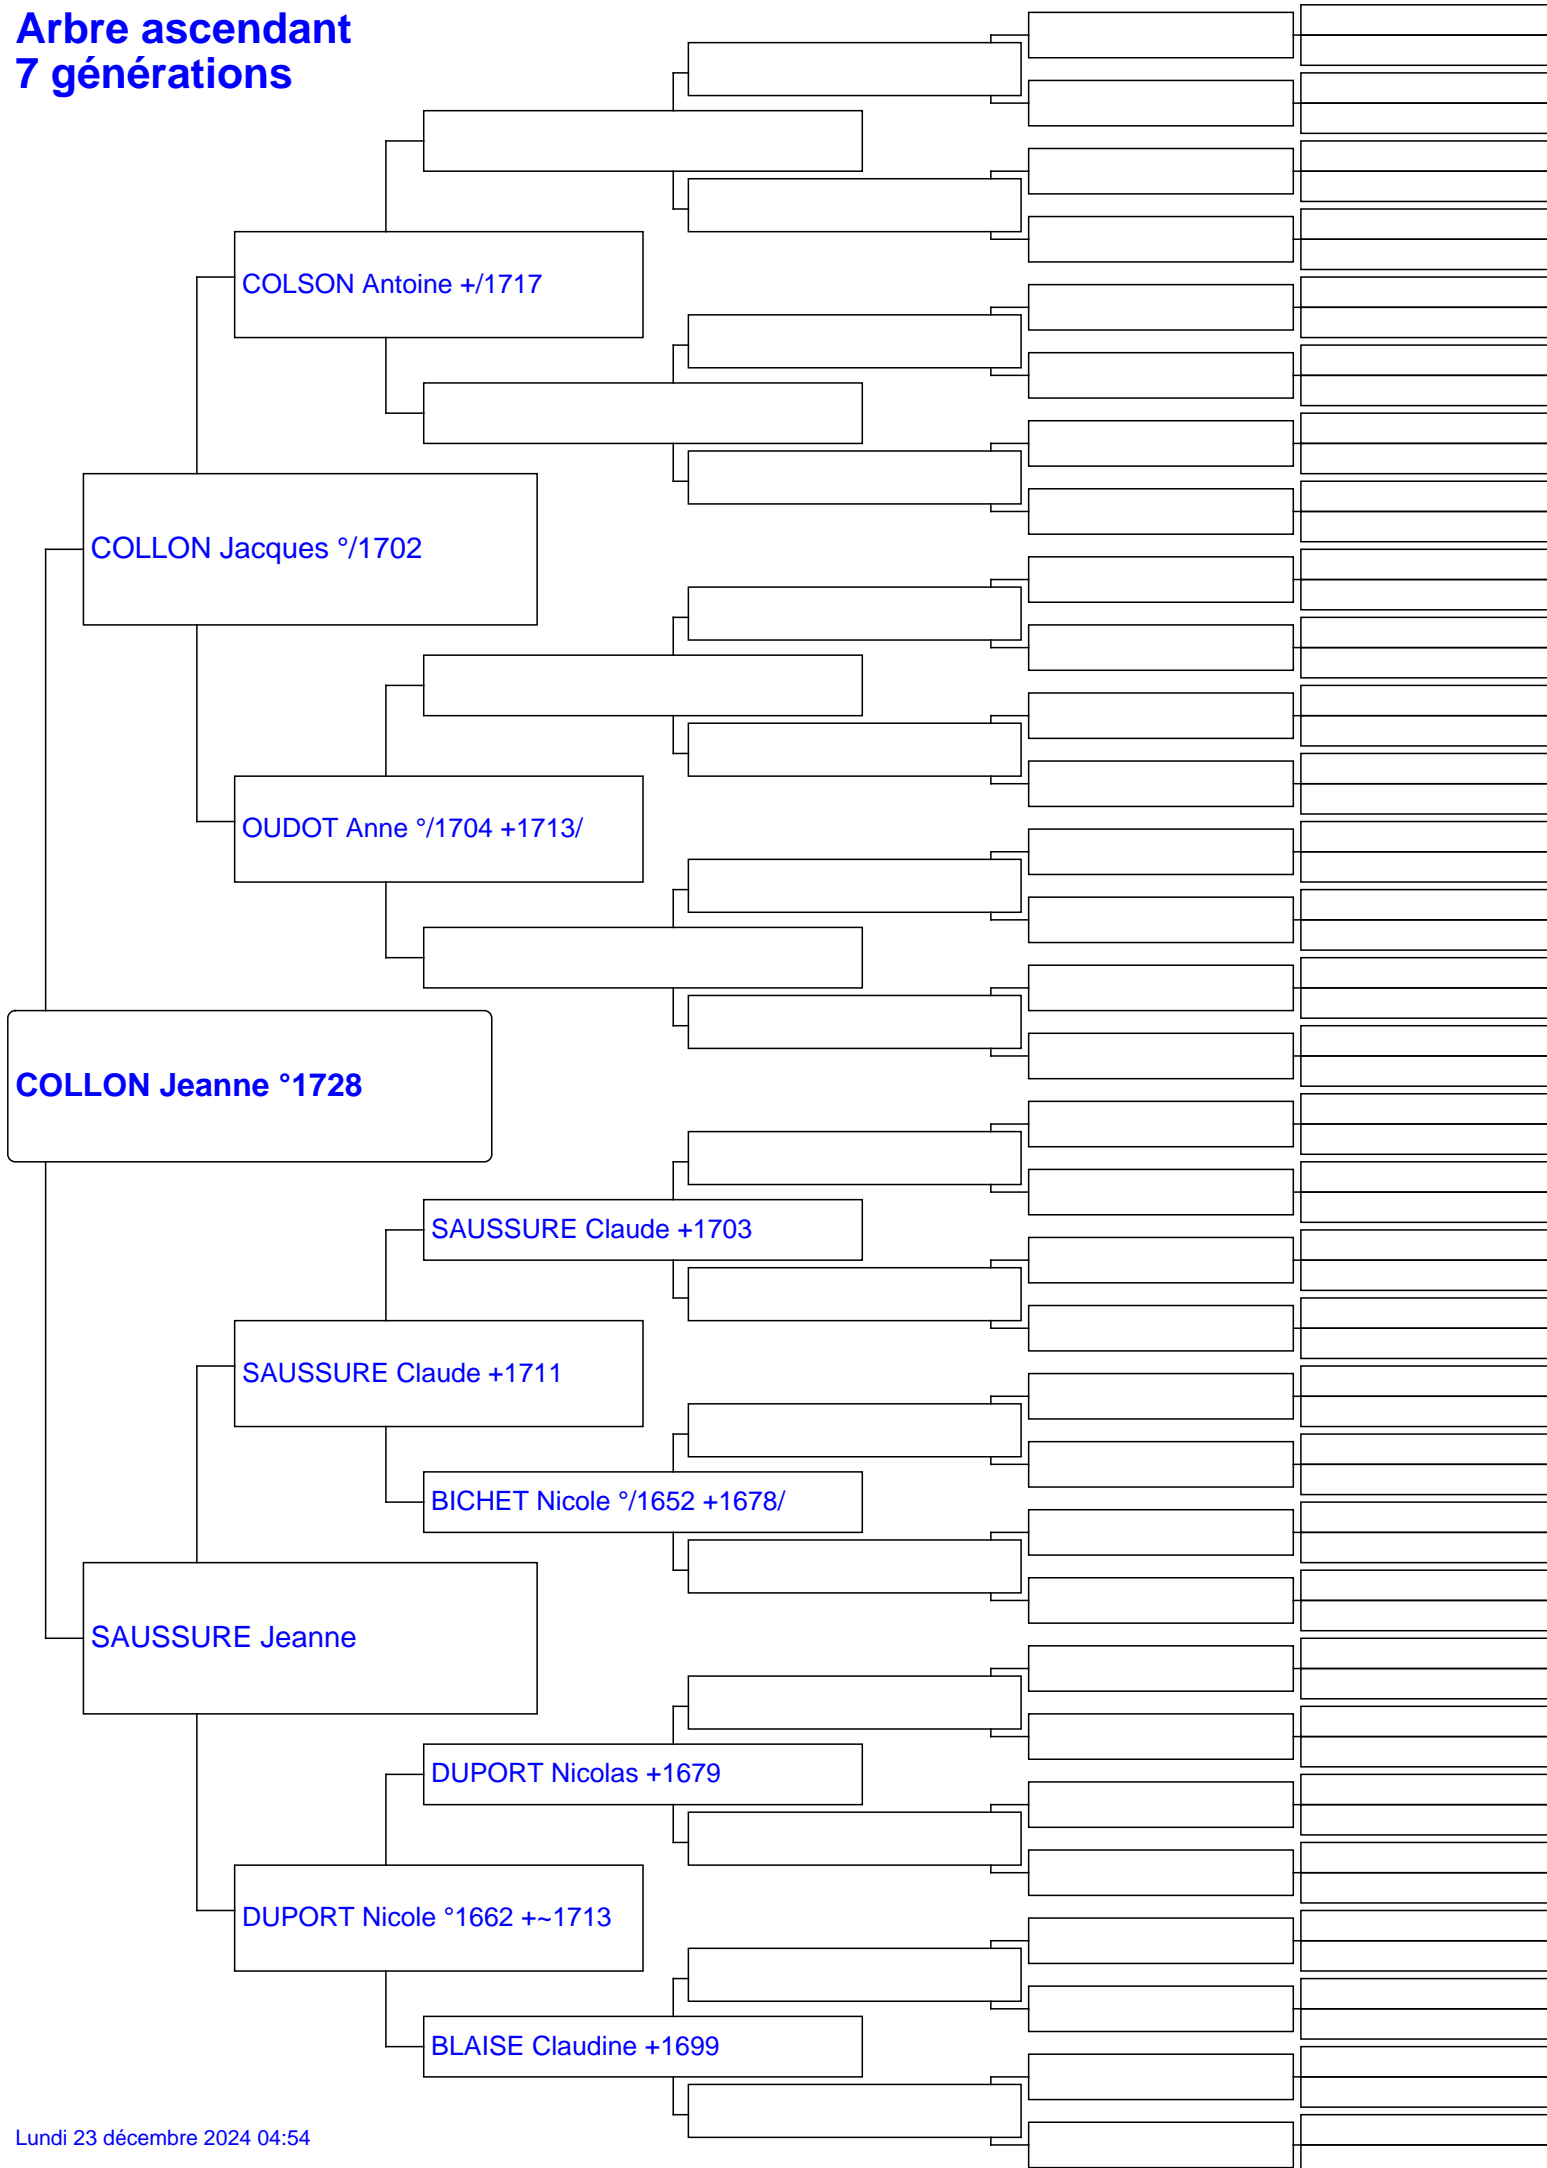 Arbre ascendant
7 générations
COLSON Antoine +/1717
COLLON Jacques °/1702
OUDOT Anne °/1704 +1713/
COLLON Jeanne °1728
SAUSSURE Claude +1703
SAUSSURE Claude +1711
BICHET Nicole °/1652 +1678/
SAUSSURE Jeanne
DUPORT Nicolas +1679
DUPORT Nicole °1662 +~1713
BLAISE Claudine +1699
Lundi 23 décembre 2024 04:54